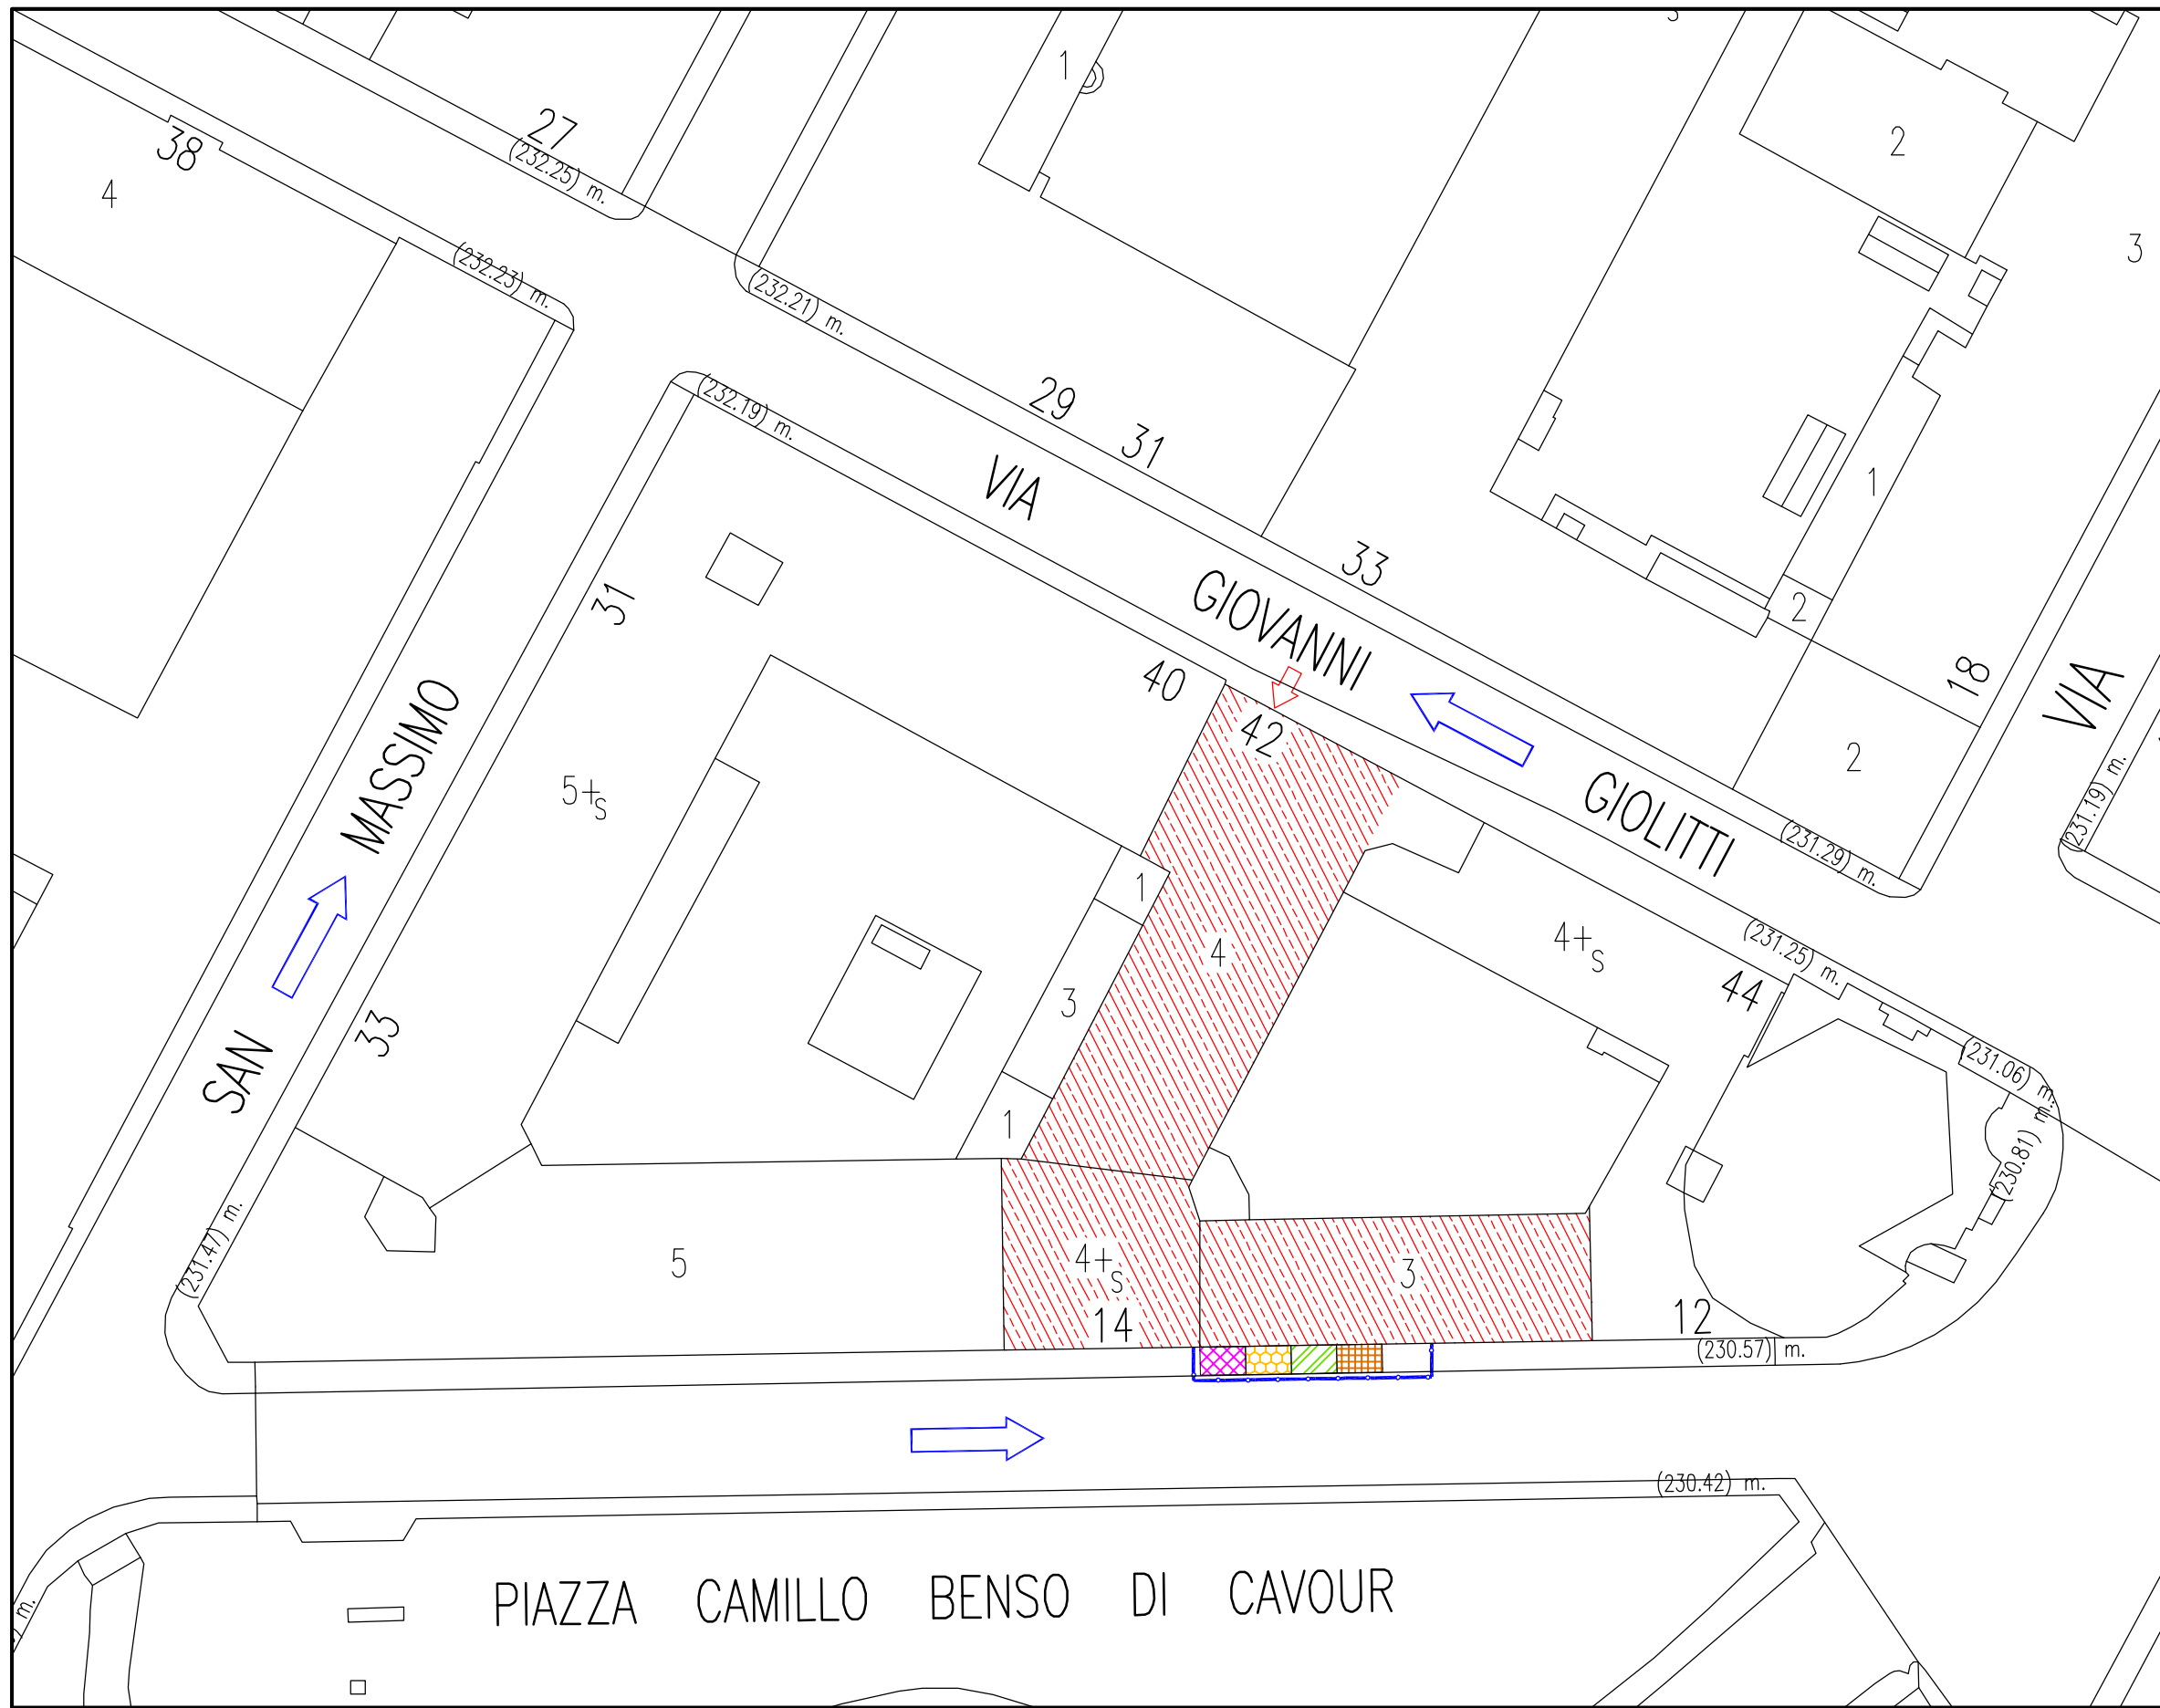 1
2
27
38
(232.25) m.
4
3
(232.23) m.
(232.21) m.
(232.19) m.
29
31
VIA
1
33
31
GIOVANNI
2
40
18
VIA
42
2
(231.19) m.
MASSIMO
5+s
GIOLITTI
(231.29) m.
1
4
4+s
(231.25) m.
44
3
33
SAN
(231.06) m.
1
(230.81) m.
(231.47) m.
5
4+s
3
14
12
(230.57) m.
(230.42) m.
PIAZZA CAMILLO BENSO DI CAVOUR
m.